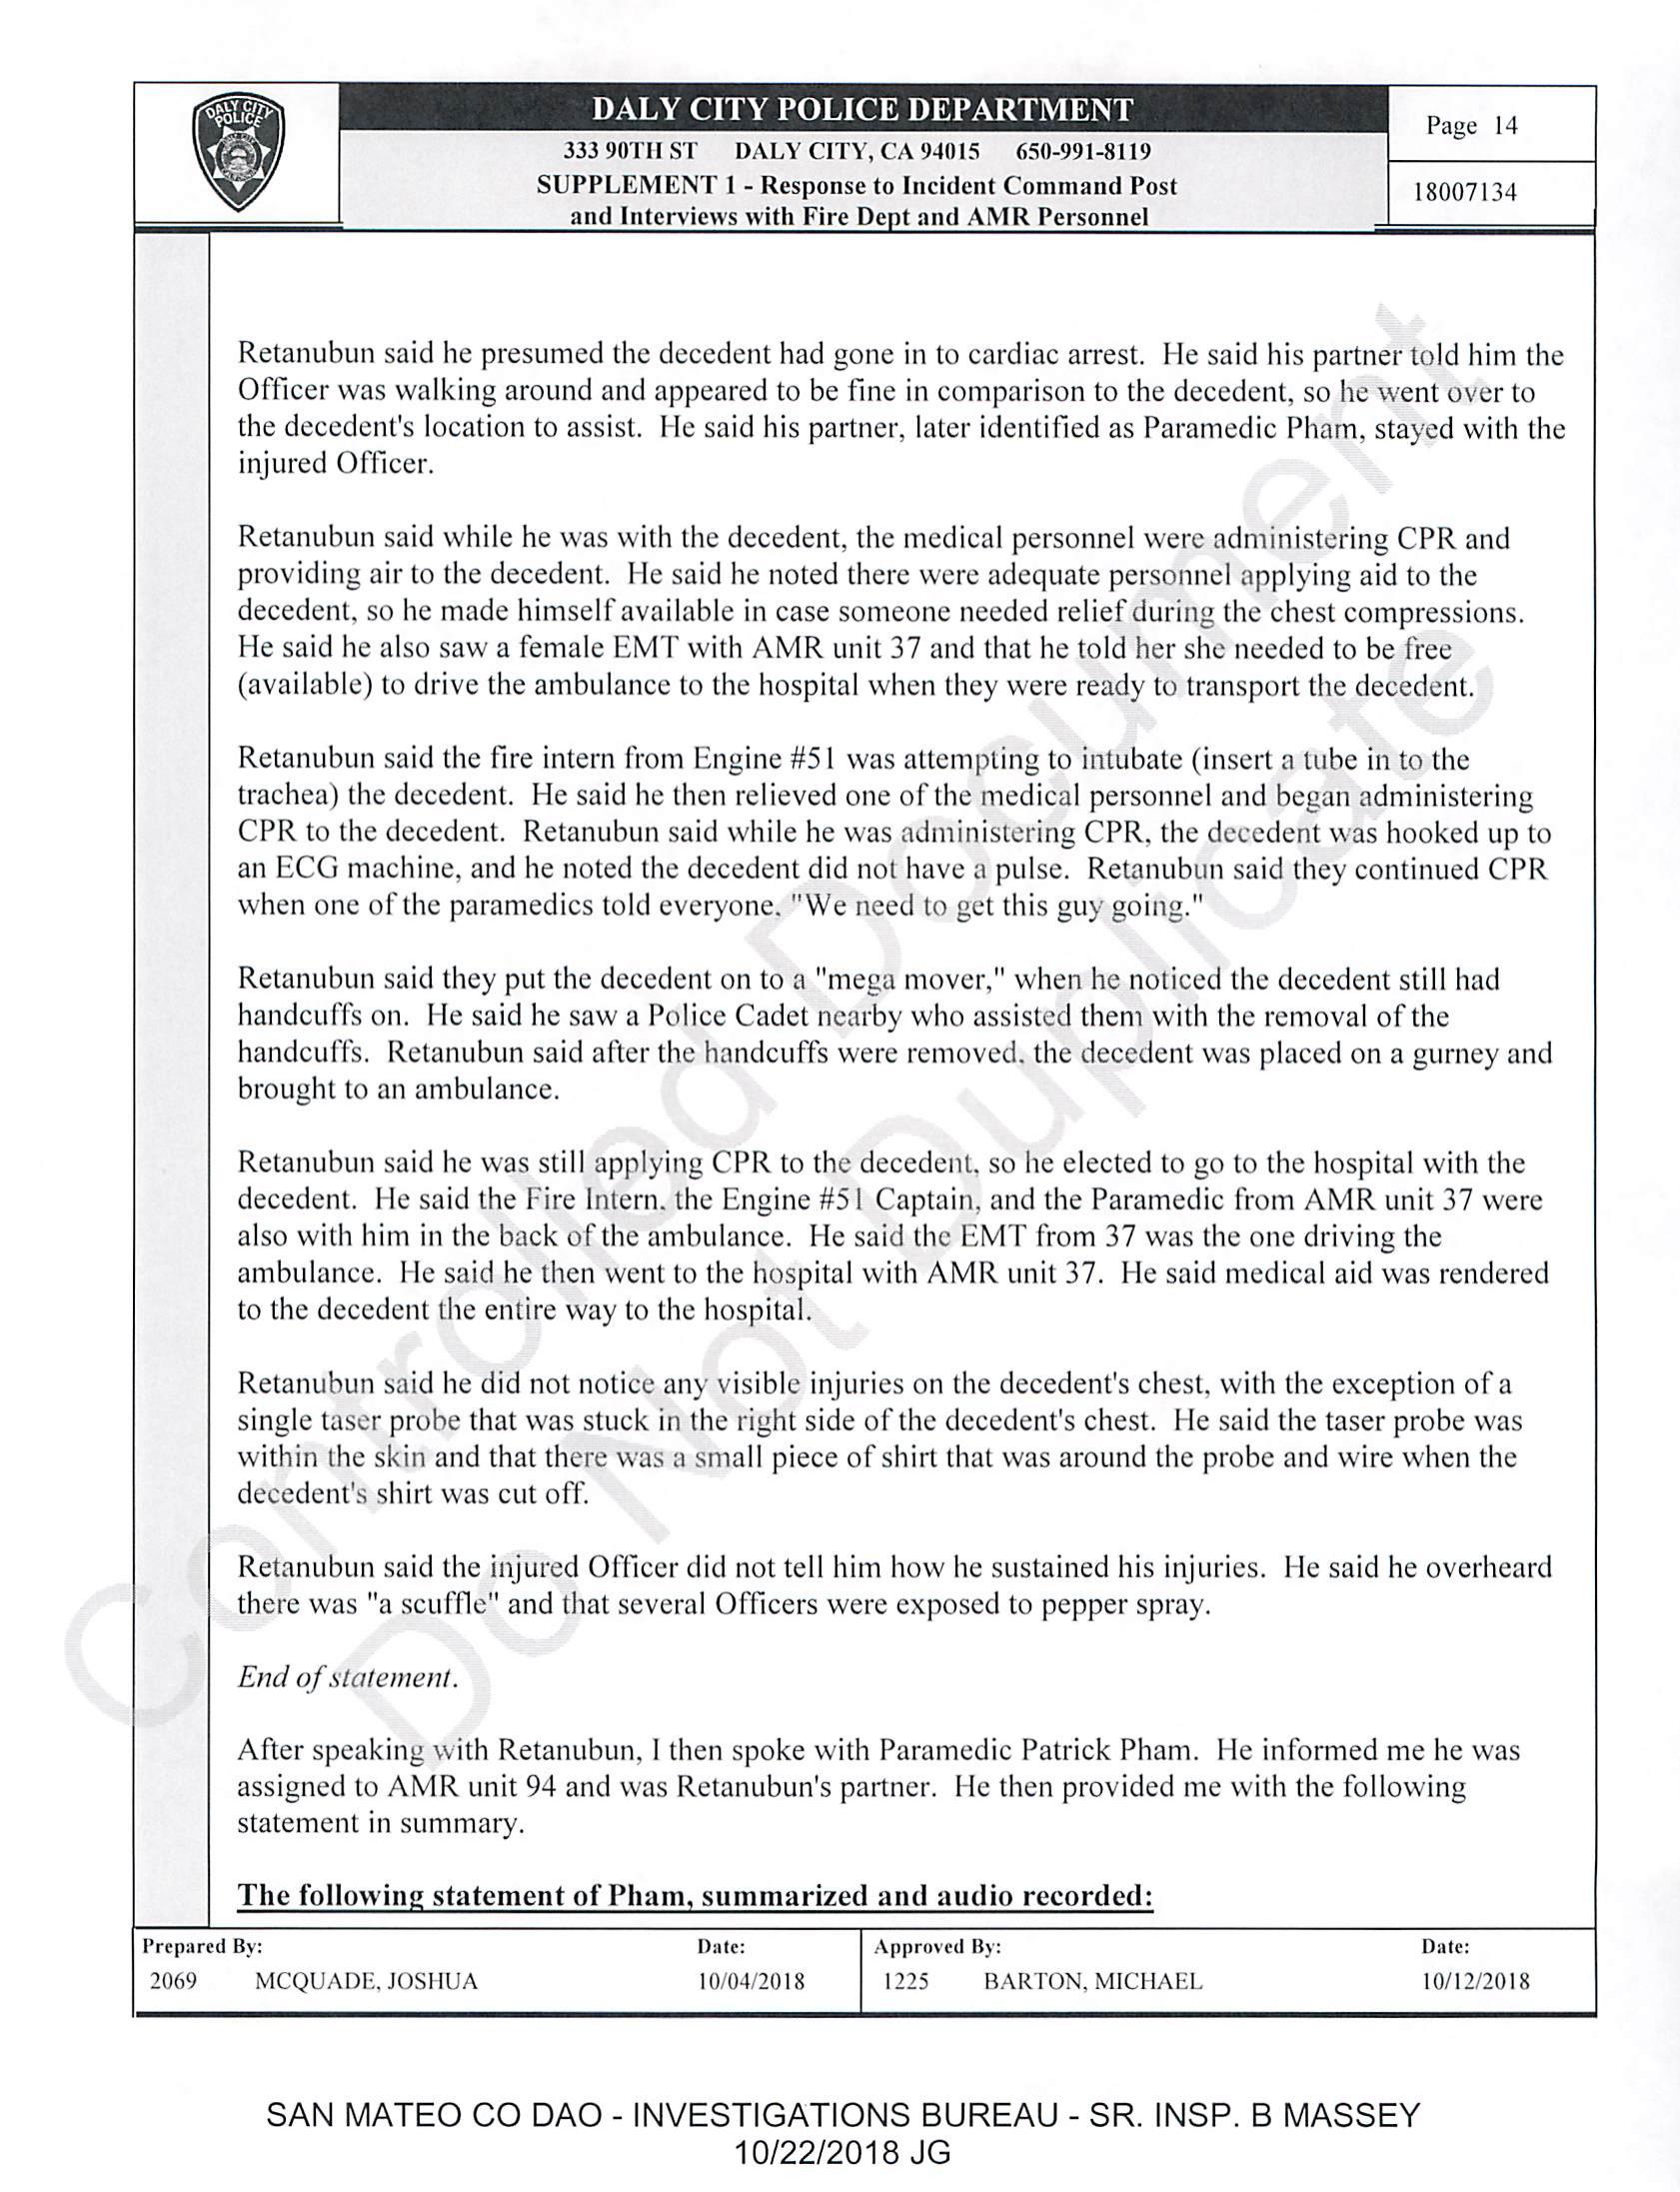 DALY CITY
POLICE
CALIFORNIA
DALY CITY POLICE DEPARTMENT
333 90TH ST DALY CITY, CA 94015 650-991-8119
SUPPLEMENT 1 - Response to Incident Command Post
and Interviews with Fire Dept and AMR Personnel
Page 14
18007134
Retanubun said he presumed the decedent had gone in to cardiac arrest. He said his partner told him the
Officer was walking around and appeared to be fine in comparison to the decedent, so he went over to
the decedent's location to assist. He said his partner, later identified as Paramedic Pham, stayed with the
injured Officer.
Retanubun said while he was with the decedent, the medical personnel were administering CPR and
providing air to the decedent. He said he noted there were adequate personnel applying aid to the
decedent, so he made himself available in case someone needed relief during the chest compressions.
He said he also saw a female EMT with AMR unit 37 and that he told her she needed to be free
(available) to drive the ambulance to the hospital when they were ready to transport the decedent.
Retanubun said the fire intern from Engine #51 was attempting to intubate (insert a tube in to the
trachea) the decedent. He said he then relieved one of the medical personnel and began administering
CPR to the decedent. Retanubun said while he was administering CPR, the decedent was hooked up to
an ECG machine, and he noted the decedent did not have a pulse. Retanubun said they continued CPR
when one of the paramedics told everyone, "We need to get this guy going."
Retanubun said they put the decedent on to a "mega mover," when he noticed the decedent still had
handcuffs on. He said he saw a Police Cadet nearby who assisted them with the removal of the
handcuffs. Retanubun said after the handcuffs were removed, the decedent was placed on a gurney and
brought to an ambulance.
Retanubun said he was still applying CPR to the decedent, so he elected to go to the hospital with the
decedent. He said the Fire Intern, the Engine #51 Captain, and the Paramedic from AMR unit 37 were
also with him in the back of the ambulance. He said the EMT from 37 was the one driving the
ambulance. He said he then went to the hospital with AMR unit 37. He said medical aid was rendered
to the decedent the entire way to the hospital.
Retanubun said he did not notice any visible injuries on the decedent's chest, with the exception of a
single taser probe that was stuck in the right side of the decedent's chest. He said the taser probe was
within the skin and that there was a small piece of shirt that was around the probe and wire when the
decedent's shirt was cut off.
Retanubun said the injured Officer did not tell him how he sustained his injuries. He said he overheard
there was "a scuffle" and that several Officers were exposed to pepper spray.
End of statement.
After speaking with Retanubun, I then spoke with Paramedic Patrick Pham. He informed me he was
assigned to AMR unit 94 and was Retanubun's partner. He then provided me with the following
statement in summary.
The following statement of Pham, summarized and audio recorded:
Controlled Document
Do Not Duplicate
Prepared By: Date: Approved By: Date:
2069 MCQUADE, JOSHUA 10/04/2018 1225 BARTON, MICHAEL 10/12/2018
SAN MATEO CO DAO - INVESTIGATIONS BUREAU - SR. INSP. B MASSEY
10/22/2018 JG